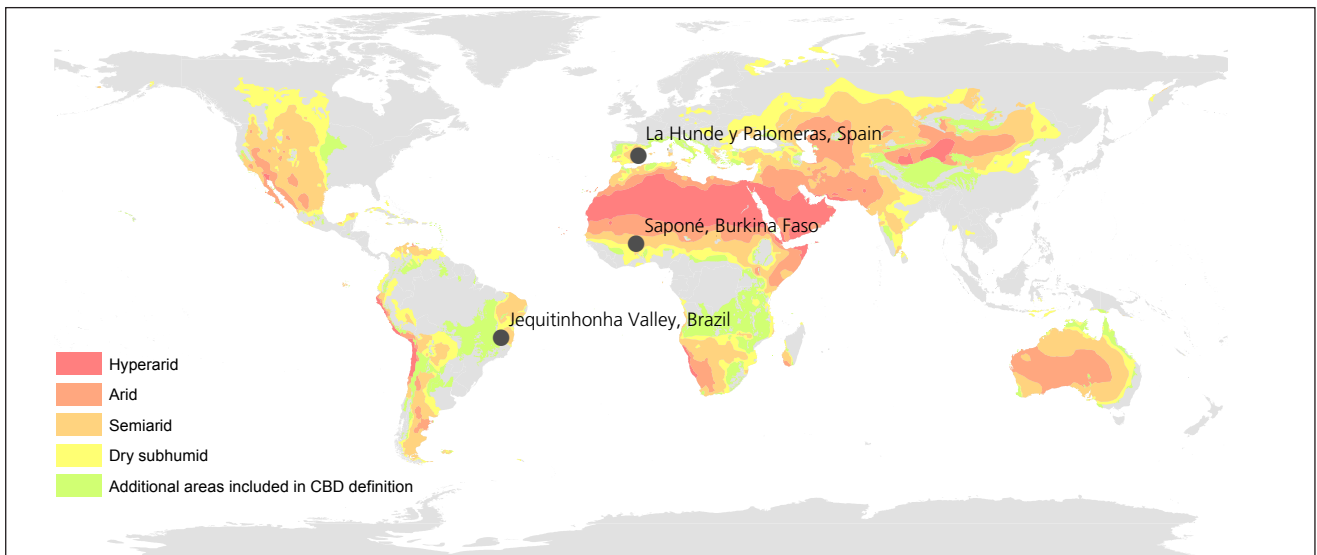 La Hunde y Palomeras, Spain
Saponé, Burkina Faso
Jequitinhonha Valley, Brazil
Hyperarid
Arid
Semiarid
Dry subhumid
Additional areas included in CBD definition